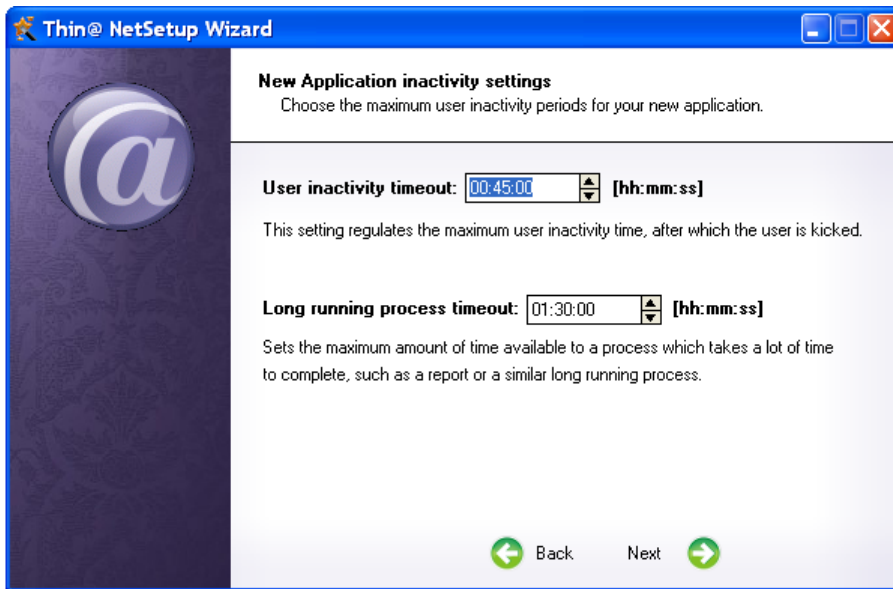 Thin@ NetSetup Wizard
New Application inactivity settings
Choose the maximum user inactivity periods for your new application.
@
User inactivity timeout: 00:45:00 [hh:mm:ss]
This setting regulates the maximum user inactivity time, after which the user is kicked.
Long running process timeout: 01:30:00 [hh:mm:ss]
Sets the maximum amount of time available to a process which takes a lot of time
to complete, such as a report or a similar long running process.
Back Next